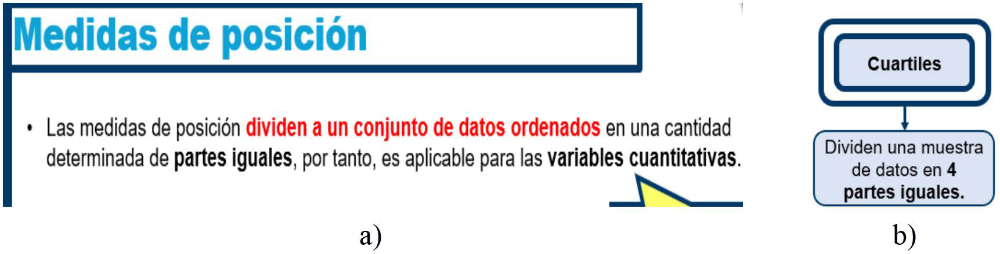 Medidas de posición
• Las medidas de posición dividen a un conjunto de datos ordenados en una cantidad
determinada de partes iguales, por tanto, es aplicable para las variables cuantitativas.
a)
Cuartiles
Dividen una muestra
de datos en 4
partes iguales.
b)